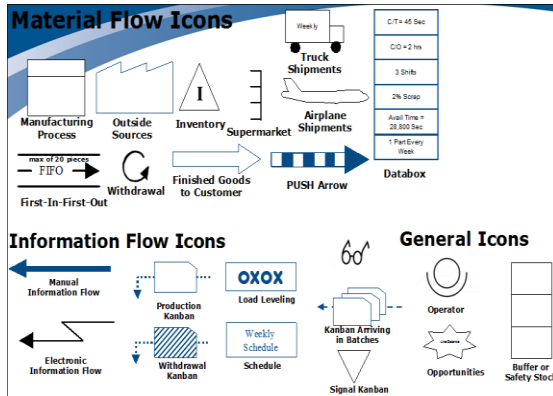 Material Flow Icons
Weekly
Truck
Shipments
C/T= 45 Sec
C/O = 2 hrs
3 Shifts
2% Scrap
Avail Time =
28,800 Sec
1 Part Every
Week
Databox
Manufacturing
Process
Outside
Sources
I
Inventory
Supermarket
Airplane
Shipments
max of 20 pieces
FIFO
First-In-First-Out
Withdrawal
Finished Goods
to Customer
PUSH Arrow
Information Flow Icons
Manual
Information Flow
Production
Kanban
OXOX
Load Leveling
Electronic
Information Flow
Withdrawal
Kanban
Weekly
Schedule
Schedule
General Icons
Kanban Arriving
in Batches
Signal Kanban
Operator
Opportunities
Buffer or
Safety Stock